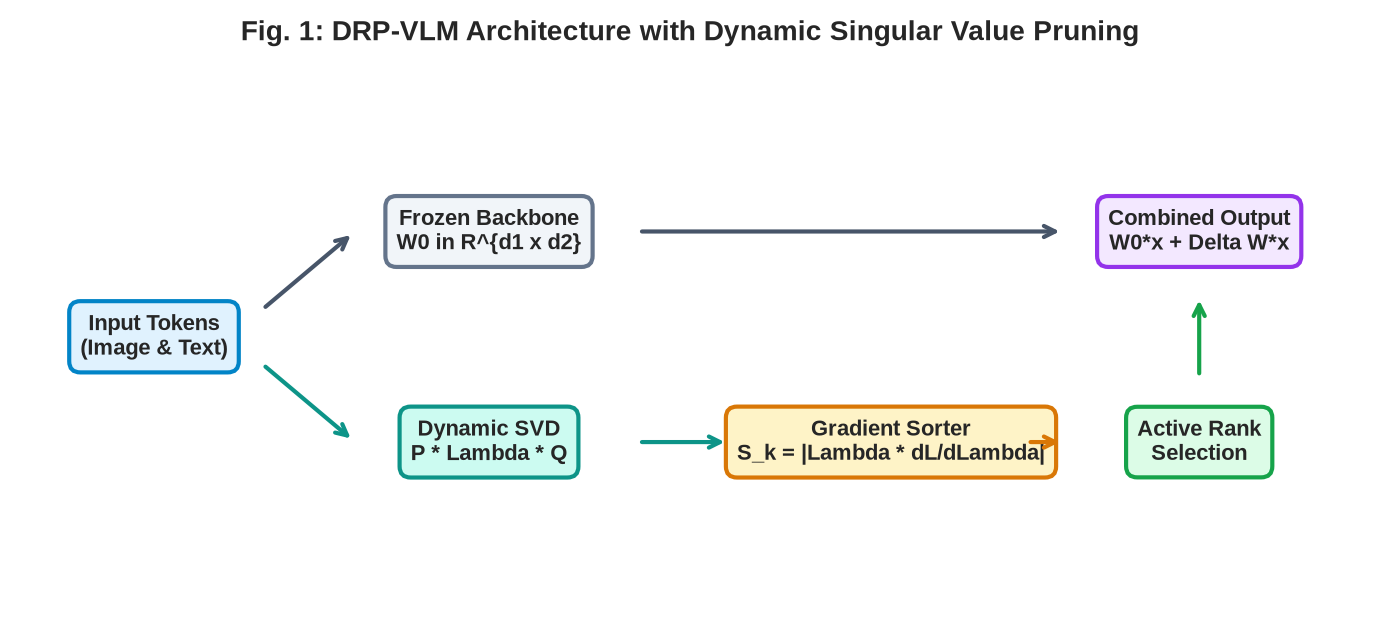 Fig. 1: DRP-VLM Architecture with Dynamic Singular Value Pruning
Frozen Backbone
W0 in R^{d1 x d2}
Combined Output
W0*x + Delta W*x
Input Tokens
(Image & Text)
Dynamic SVD
P * Lambda * Q
Gradient Sorter
S_k = |Lambda * dL/dLambda|
Active Rank
Selection